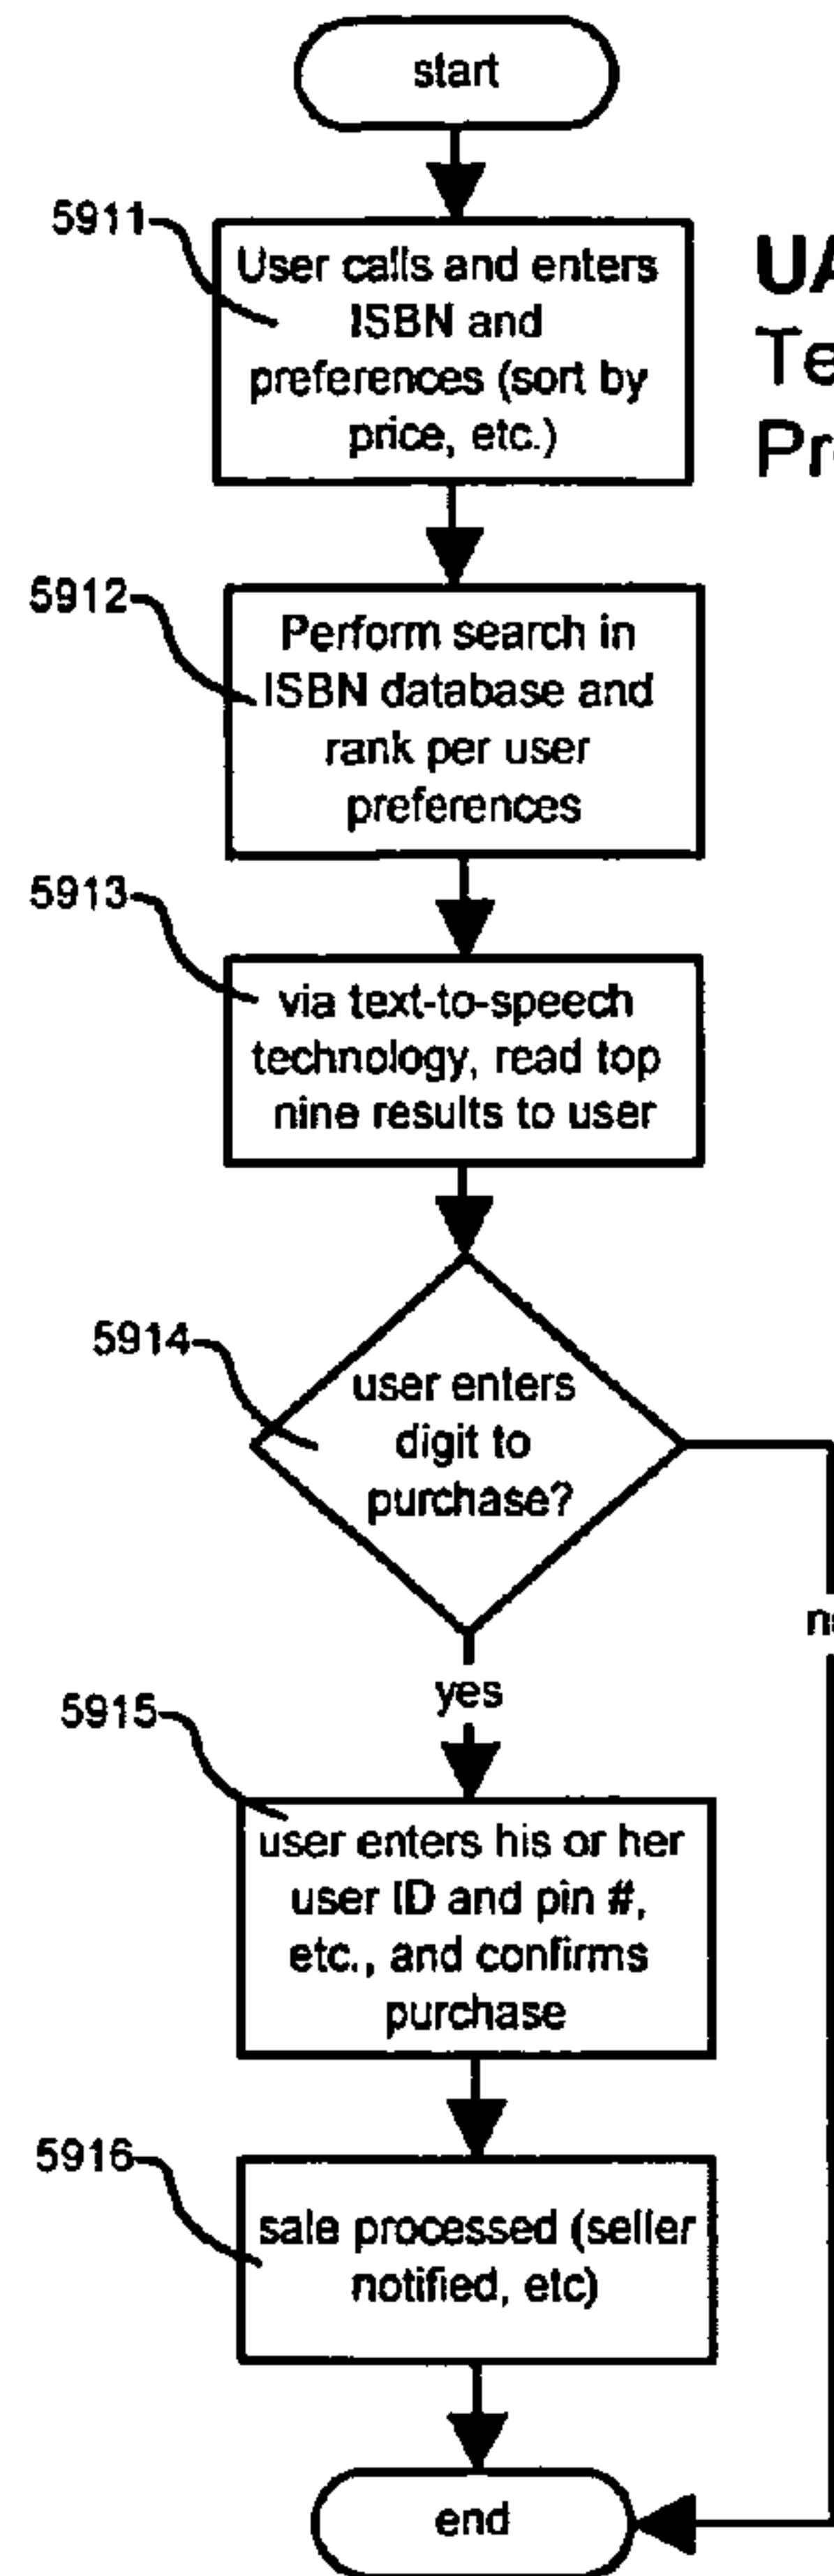 start
5911
User calls and enters
ISBN and
preferences (sort by
price, etc.)
5912
Perform search in
ISBN database and
rank per user
preferences
5913
via text-to-speech
technology, read top
nine results to user
5914
user enters
digit to
purchase?
yes
5915
user enters his or her
user ID and pin #,
etc., and confirms
purchase
5916
sale processed (seller
notified, etc)
end